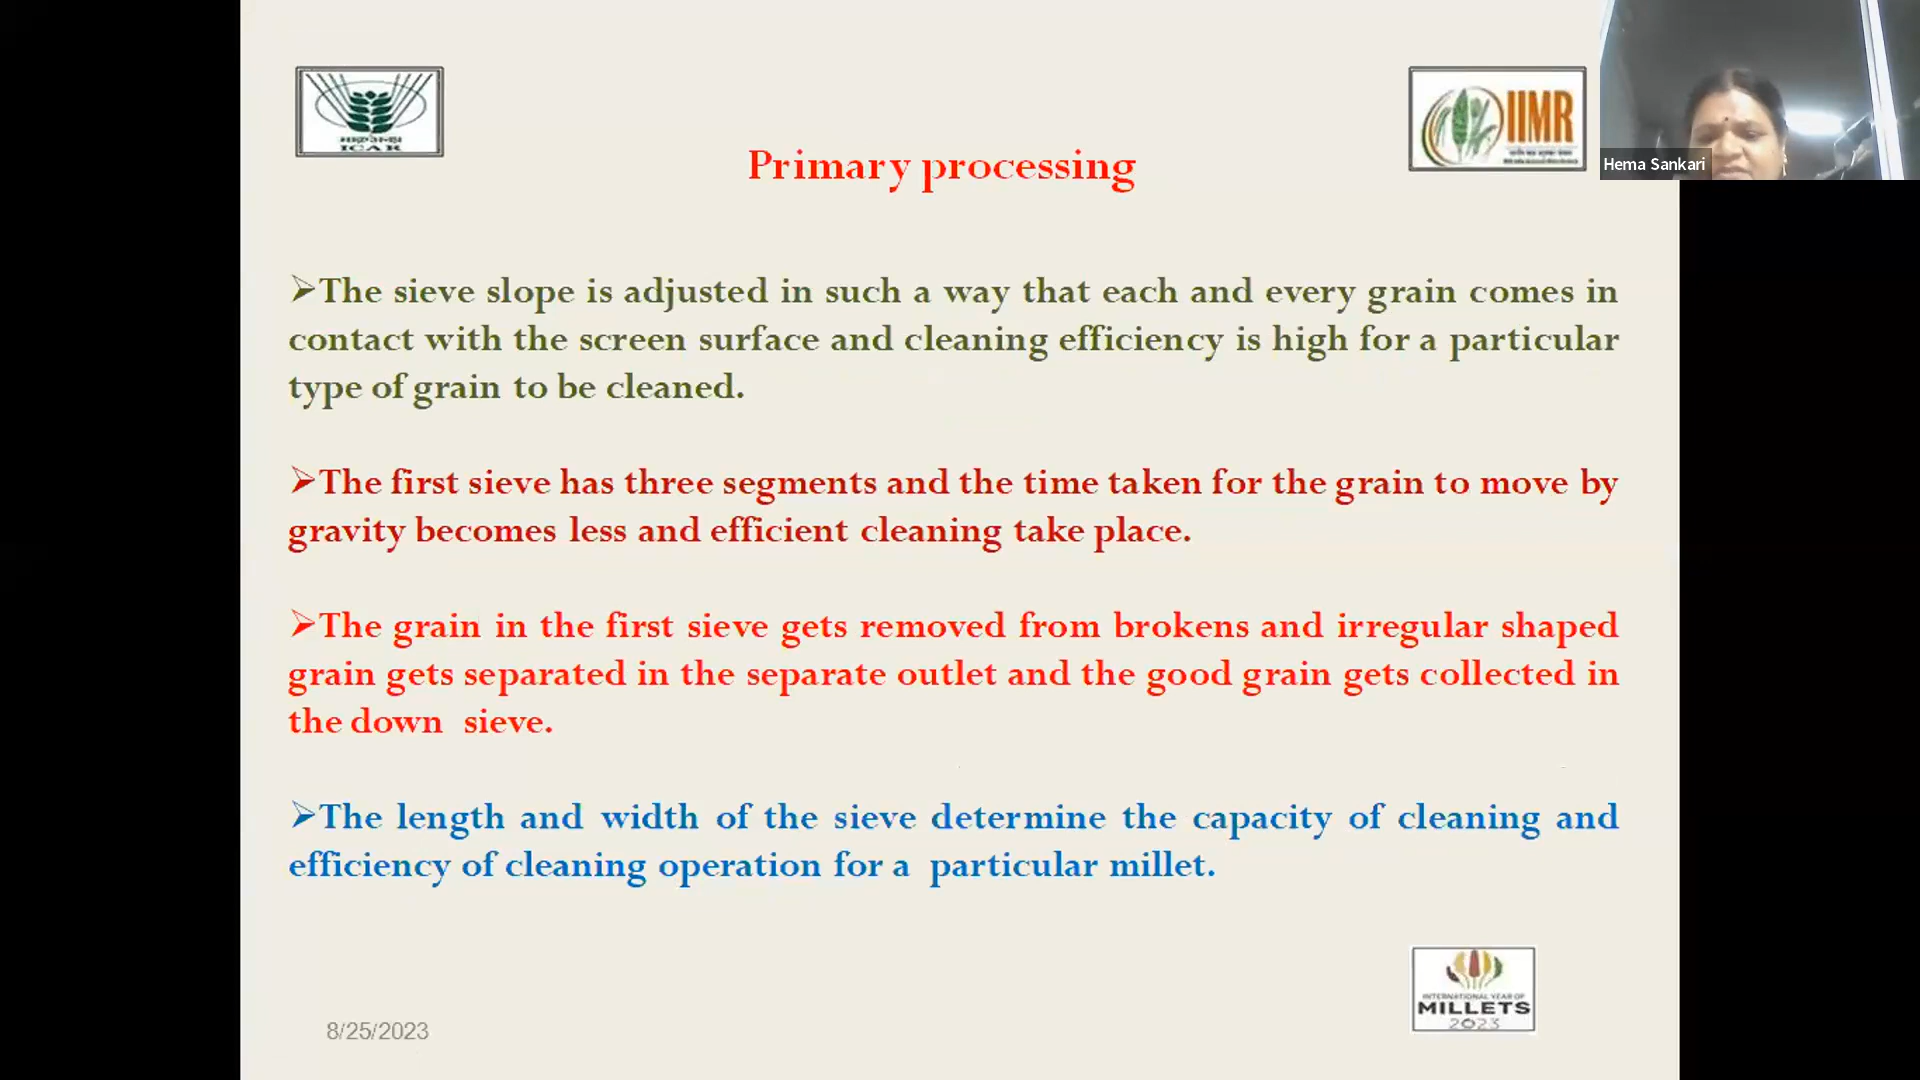 ICAR
IIMR
Hema Sankari
Primary processing
➢The sieve slope is adjusted in such a way that each and every grain comes in
contact with the screen surface and cleaning efficiency is high for a particular
type of grain to be cleaned.
➢The first sieve has three segments and the time taken for the grain to move by
gravity becomes less and efficient cleaning take place.
➢The grain in the first sieve gets removed from brokens and irregular shaped
grain gets separated in the separate outlet and the good grain gets collected in
the down sieve.
➢The length and width of the sieve determine the capacity of cleaning and
efficiency of cleaning operation for a particular millet.
INTERNATIONAL YEAR OF
MILLETS
2023
8/25/2023